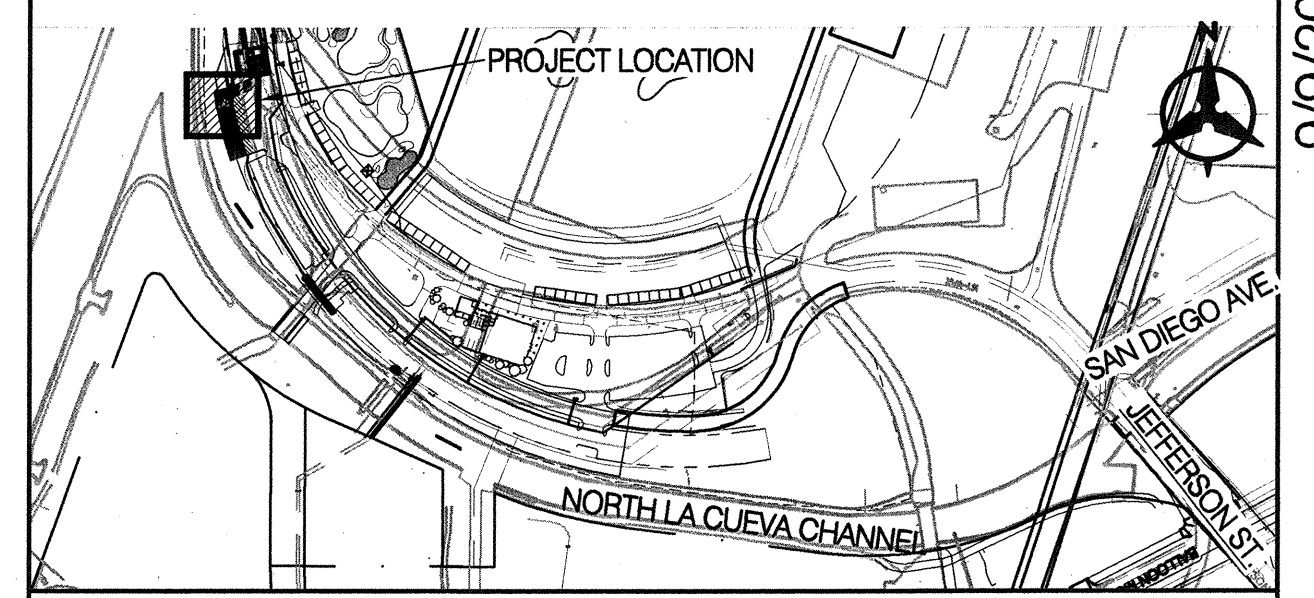 PROJECT LOCATION
N
SAN DIEGO AVE.
JEFFERSON ST.
NORTH LA CUEVA CHANNEL